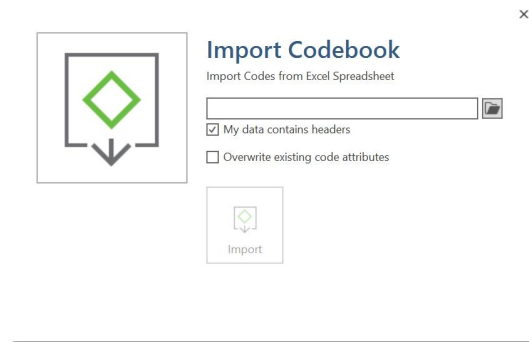 Import Codebook
Import Codes from Excel Spreadsheet
My data contains headers
Overwrite existing code attributes
Import